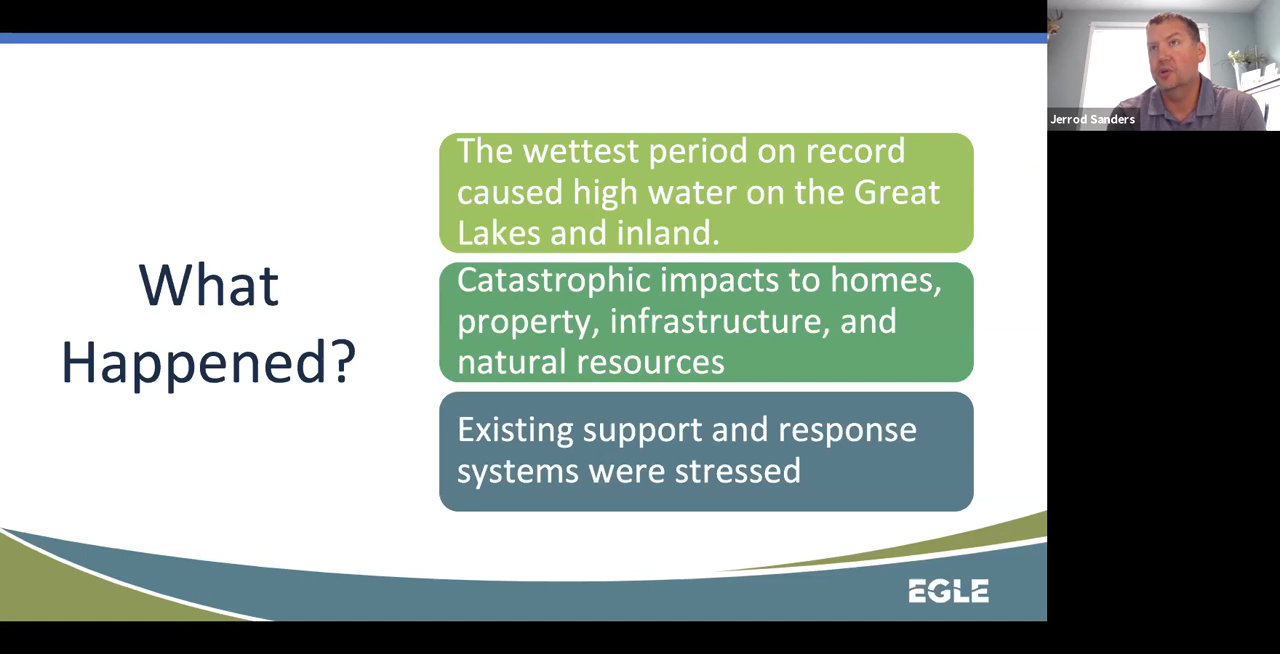 What
Happened?
The wettest period on record
caused high water on the Great
Lakes and inland.
Catastrophic impacts to homes,
property, infrastructure, and
natural resources
Existing support and response
systems were stressed
EGLE
Jerrod Sanders